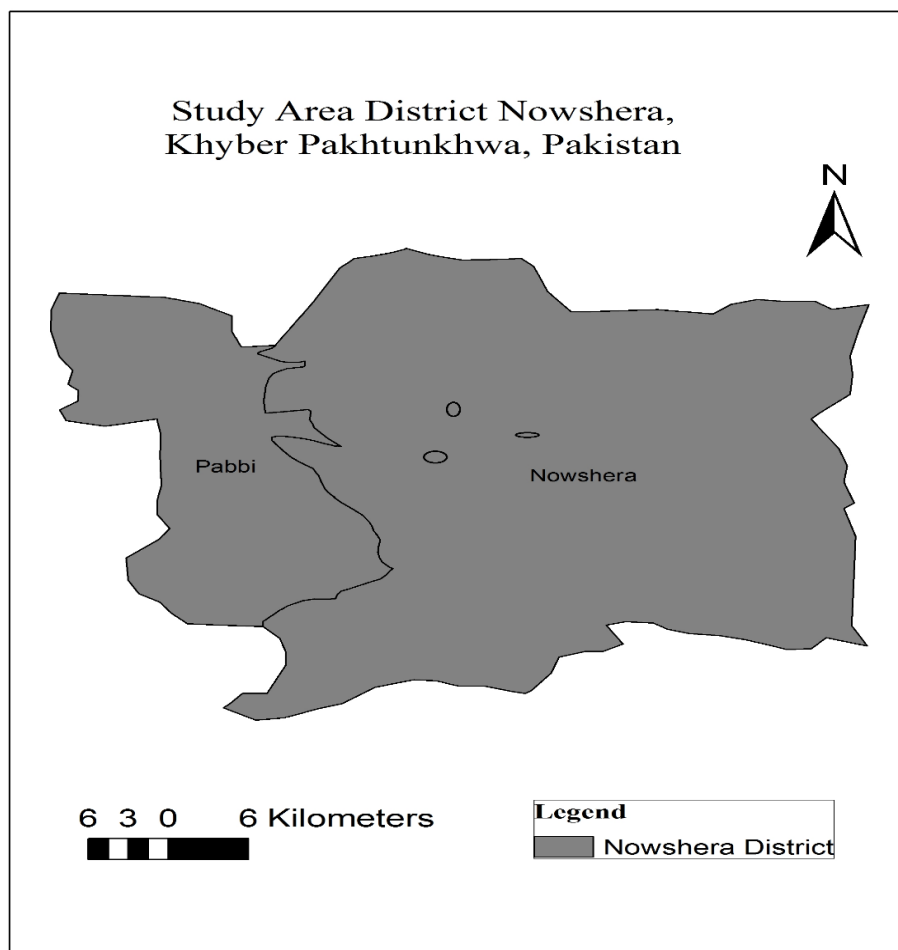 Study Area District Nowshera,
Khyber Pakhtunkhwa, Pakistan
N
Pabbi
Nowshera
6 3 0 6 Kilometers
Legend
Nowshera District